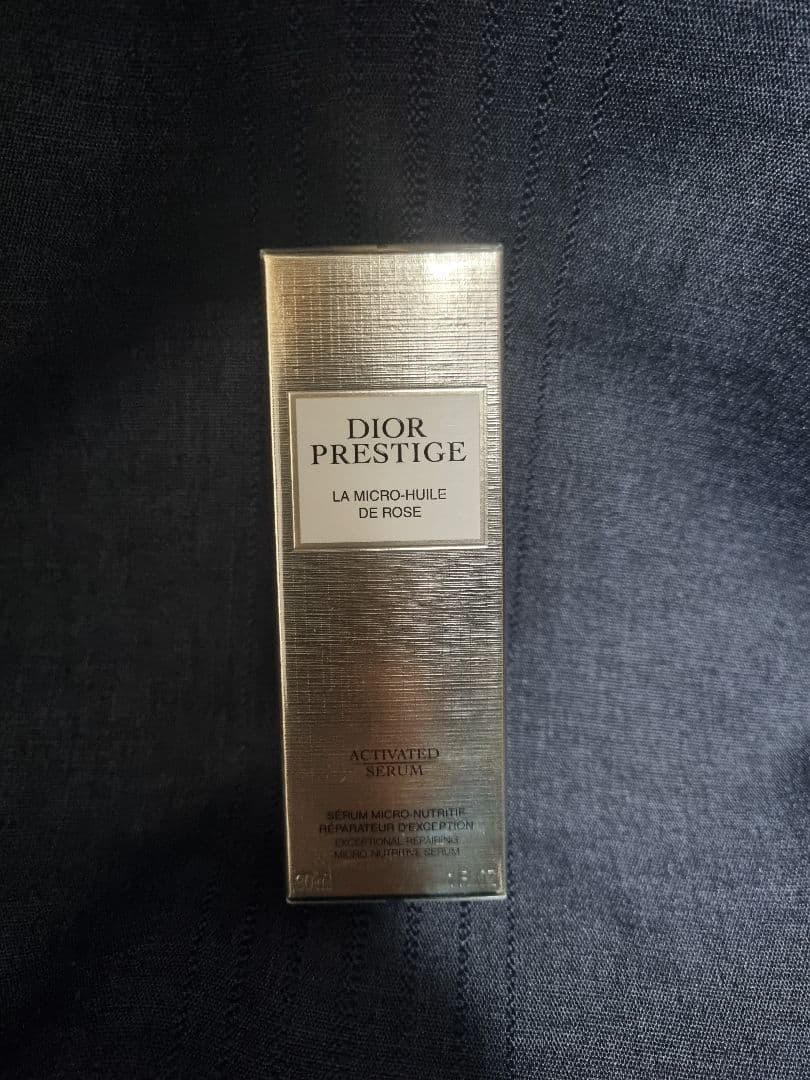 DIOR
PRESTIGE
LA MICRO-HUILE
DE ROSE
ACTIVATED
SERUM
SÉRUM MICRO-NUTRITIF
RÉPARATEUR D'EXCEPTION
EXCEPTIONAL REPAIRING
MICRO-NUTRITIVE SERUM